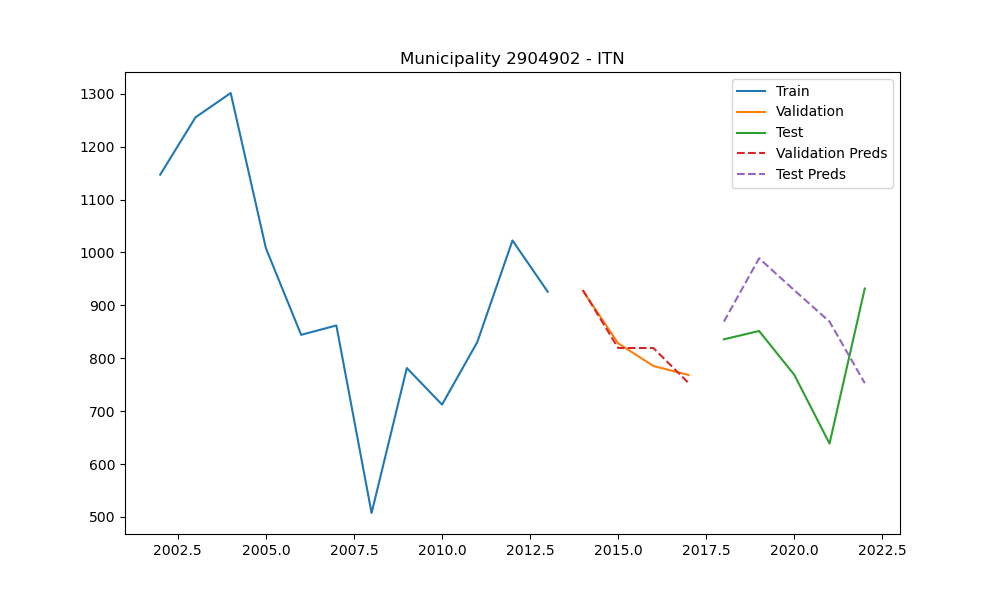 Municipality 2904902 - ITN
Train
Validation
Test
Validation Preds
Test Preds
1300
1200
1100
1000
900
800
700
600
500
2002.5 2005.0 2007.5 2010.0 2012.5 2015.0 2017.5 2020.0 2022.5